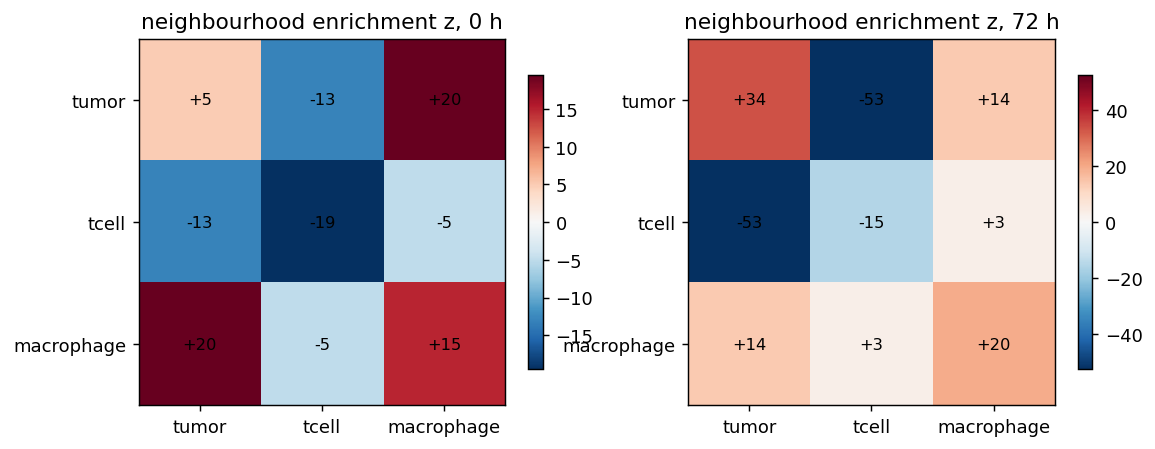 neighbourhood enrichment z, 0 h
tumor
tcell
macrophage
+5 -13 +20
-13 -19 -5
+20 -5 +15
tumor tcell macrophage
15
10
5
0
−5
−10
−15
neighbourhood enrichment z, 72 h
tumor
tcell
macrophage
+34 -53 +14
-53 -15 +3
+14 +3 +20
tumor tcell macrophage
40
20
0
−20
−40